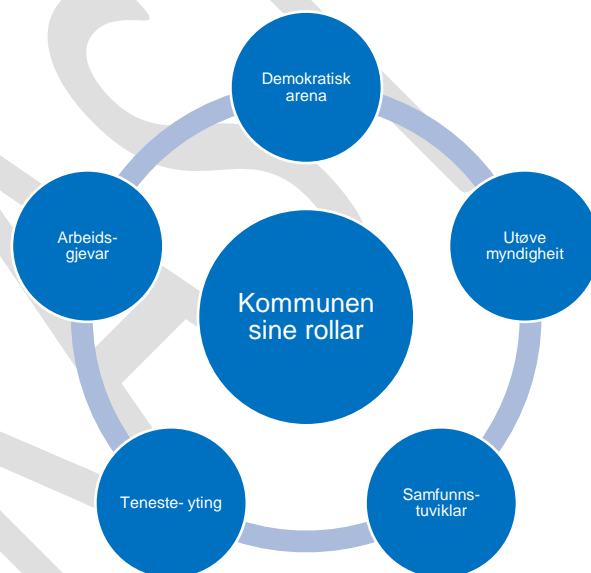 Demokratisk
arena
Utøve
myndigheit
Samfunns-
tuviklar
Teneste- yting
Arbeids-
gjevar
Kommunen
sine rollar